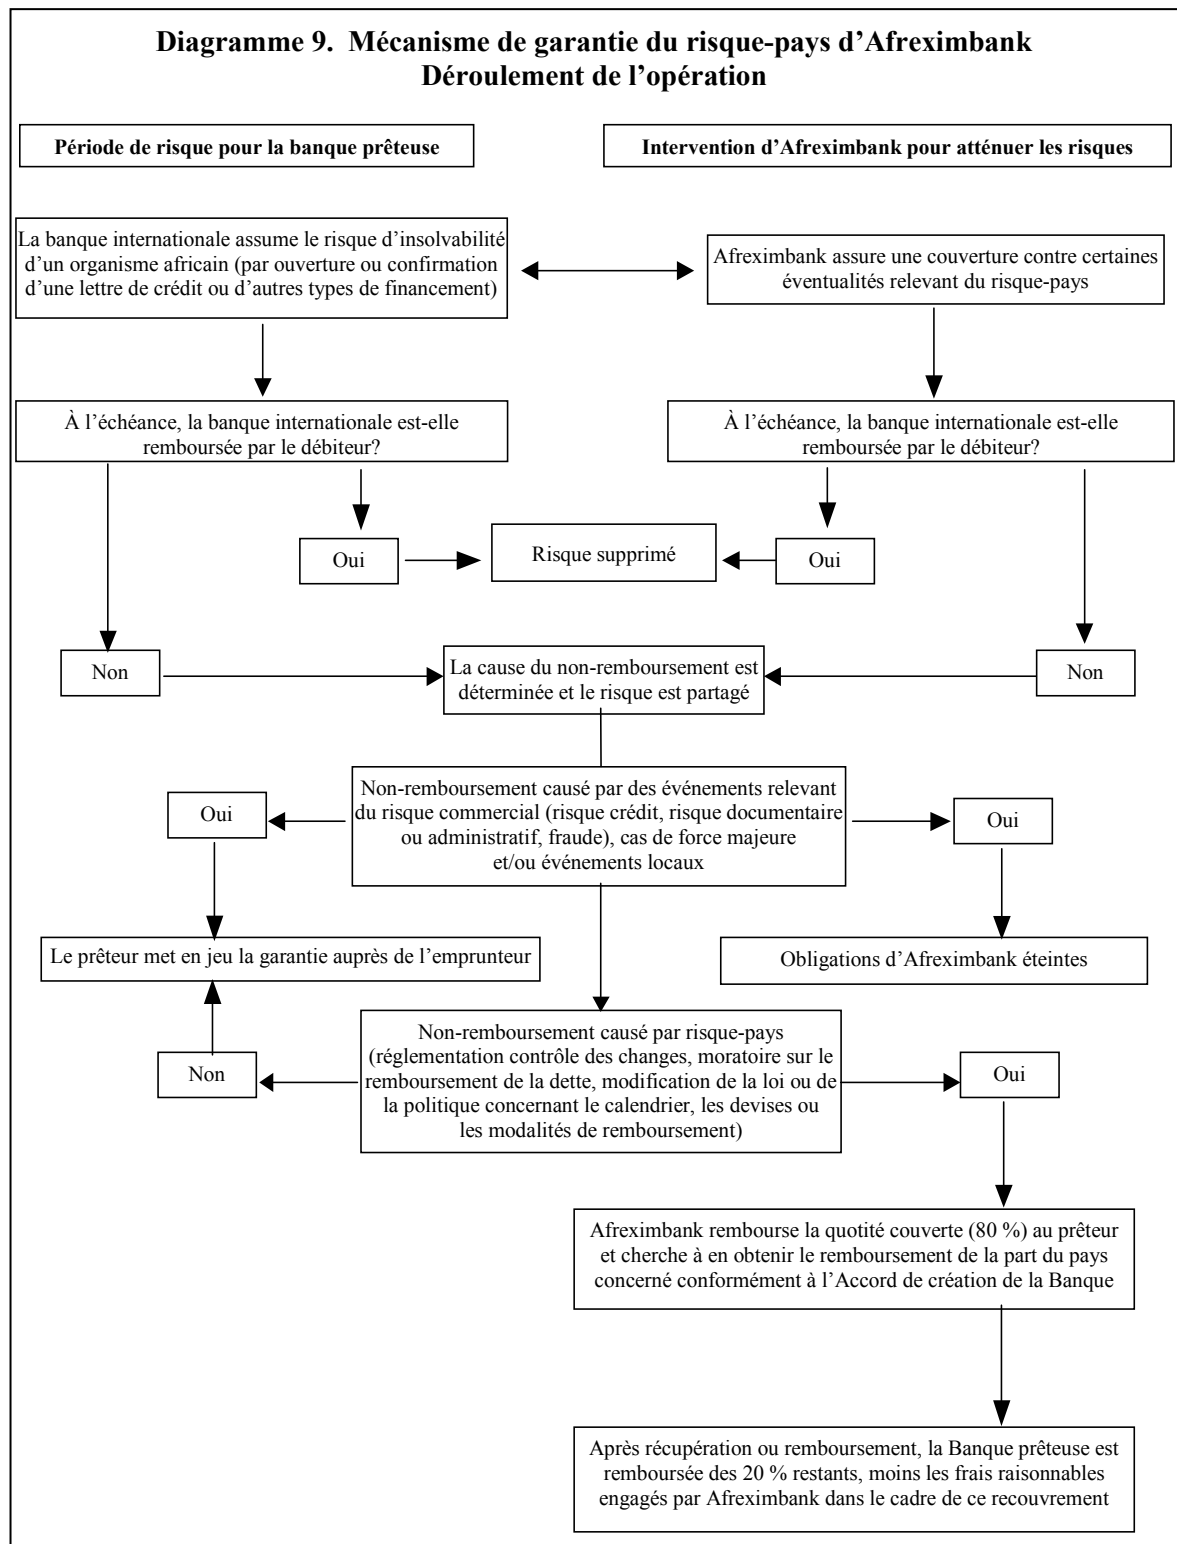 Diagramme 9. Mécanisme de garantie du risque-pays d’Afreximbank
Déroulement de l’opération
Période de risque pour la banque prêteuse
Intervention d’Afreximbank pour atténuer les risques
La banque internationale assume le risque d’insolvabilité
d’un organisme africain (par ouverture ou confirmation
d’une lettre de crédit ou d’autres types de financement)
Afreximbank assure une couverture contre certaines
éventualités relevant du risque-pays
À l’échéance, la banque internationale est-elle
remboursée par le débiteur?
À l’échéance, la banque internationale est-elle
remboursée par le débiteur?
Oui
Risque supprimé
Oui
Non
La cause du non-remboursement est
déterminée et le risque est partagé
Non
Oui
Non-remboursement causé par des événements relevant
du risque commercial (risque crédit, risque documentaire
ou administratif, fraude), cas de force majeure
et/ou événements locaux
Oui
Le prêteur met en jeu la garantie auprès de l’emprunteur
Obligations d’Afreximbank éteintes
Non
Non-remboursement causé par risque-pays
(réglementation contrôle des changes, moratoire sur le
remboursement de la dette, modification de la loi ou de
la politique concernant le calendrier, les devises ou
les modalités de remboursement)
Oui
Afreximbank rembourse la quotité couverte (80 %) au prêteur
et cherche à en obtenir le remboursement de la part du pays
concerné conformément à l’Accord de création de la Banque
Après récupération ou remboursement, la Banque prêteuse est
remboursée des 20 % restants, moins les frais raisonnables
engagés par Afreximbank dans le cadre de ce recouvrement